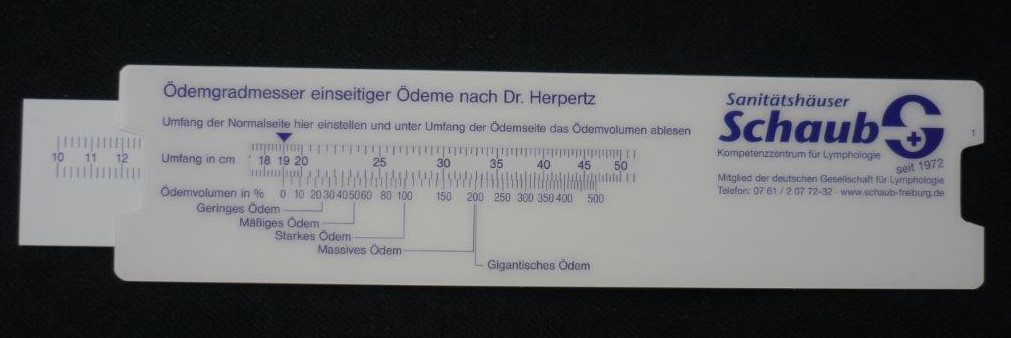 Ödemgradmesser einseitiger Ödeme nach Dr. Herpertz
Umfang der Normalseite hier einstellen und unter Umfang der Ödemseite das Ödemvolumen ablesen
10 11 12
Umfang in cm 18 19 20 25 30 35 40 45 50
Ödemvolumen in % 0 10 20 30 40 50 60 80 100 150 200 250 300 350 400 500
Geringes Ödem
Mäßiges Ödem
Starkes Ödem
Massives Ödem
Gigantisches Ödem
Sanitätshäuser
Schaub
Kompetenzzentrum für Lymphologie
seit 1972
Mitglied der deutschen Gesellschaft für Lymphologie
Telefon: 07 61 / 2 07 72-32 · www.schaub-freiburg.de
1